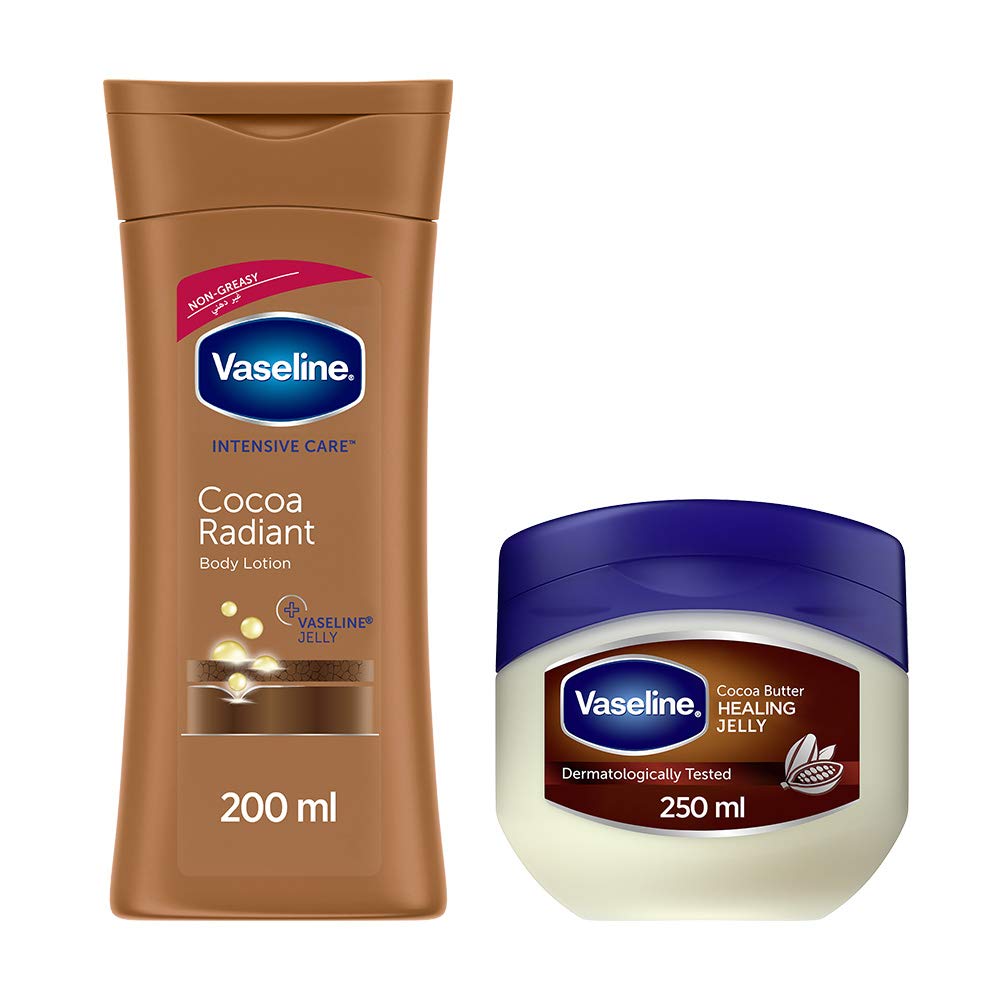 NON-GREASY
غير دهني
Vaseline®
INTENSIVE CARE™
Cocoa
Radiant
Body Lotion
VASELINE®
JELLY
200 ml
Vaseline®
Cocoa Butter
HEALING
JELLY
Dermatologically Tested
250 ml